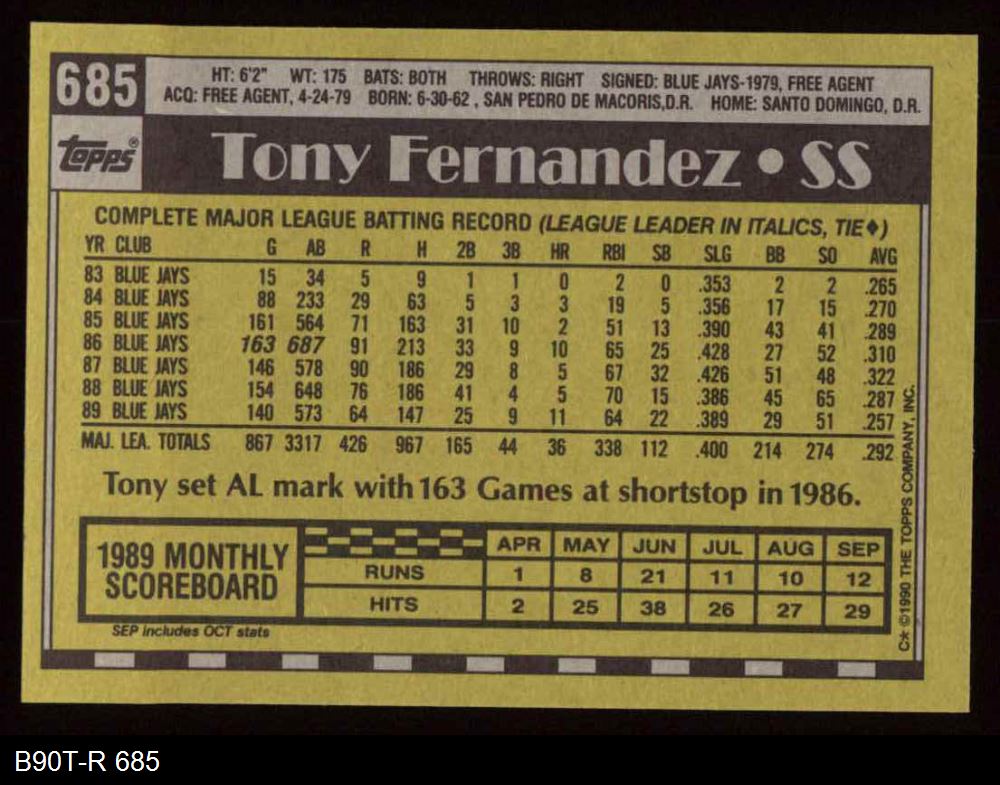 685
HT: 6'2" WT: 175 BATS: BOTH THROWS: RIGHT SIGNED: BLUE JAYS-1979, FREE AGENT
ACQ: FREE AGENT, 4-24-79 BORN: 6-30-62 , SAN PEDRO DE MACORIS,D.R. HOME: SANTO DOMINGO, D.R.
topps®
Tony Fernandez • SS
COMPLETE MAJOR LEAGUE BATTING RECORD (LEAGUE LEADER IN ITALICS, TIE♦)
YR CLUB G AB R H 2B 3B HR RBI SB SLG BB SO AVG
83 BLUE JAYS 15 34 5 9 1 1 0 2 0 .353 2 2 .265
84 BLUE JAYS 88 233 29 63 5 3 3 19 5 .356 17 15 .270
85 BLUE JAYS 161 564 71 163 31 10 2 51 13 .390 43 41 .289
86 BLUE JAYS 163 687 91 213 33 9 10 65 25 .428 27 52 .310
87 BLUE JAYS 146 578 90 186 29 8 5 67 32 .426 51 48 .322
88 BLUE JAYS 154 648 76 186 41 4 5 70 15 .386 45 65 .287
89 BLUE JAYS 140 573 64 147 25 9 11 64 22 .389 29 51 .257
MAJ. LEA. TOTALS 867 3317 426 967 165 44 36 338 112 .400 214 274 .292
Tony set AL mark with 163 Games at shortstop in 1986.
1989 MONTHLY
SCOREBOARD
APR MAY JUN JUL AUG SEP
RUNS 1 8 21 11 10 12
HITS 2 25 38 26 27 29
SEP includes OCT stats
C* ©1990 THE TOPPS COMPANY, INC.
B90T-R 685